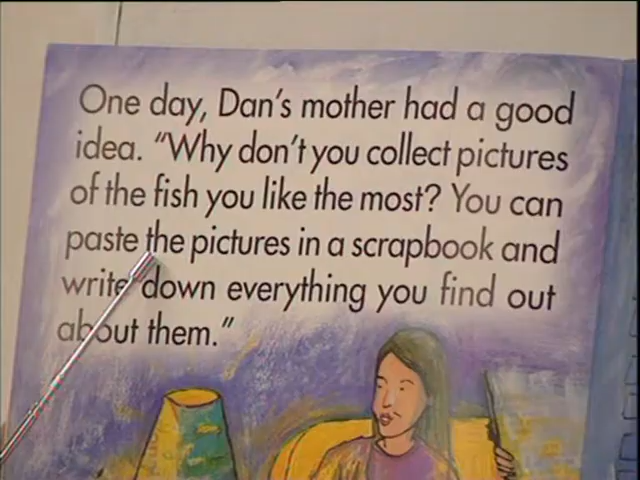 One day, Dan's mother had a good
idea. "Why don't you collect pictures
of the fish you like the most? You can
paste the pictures in a scrapbook and
write down everything you find out
about them."